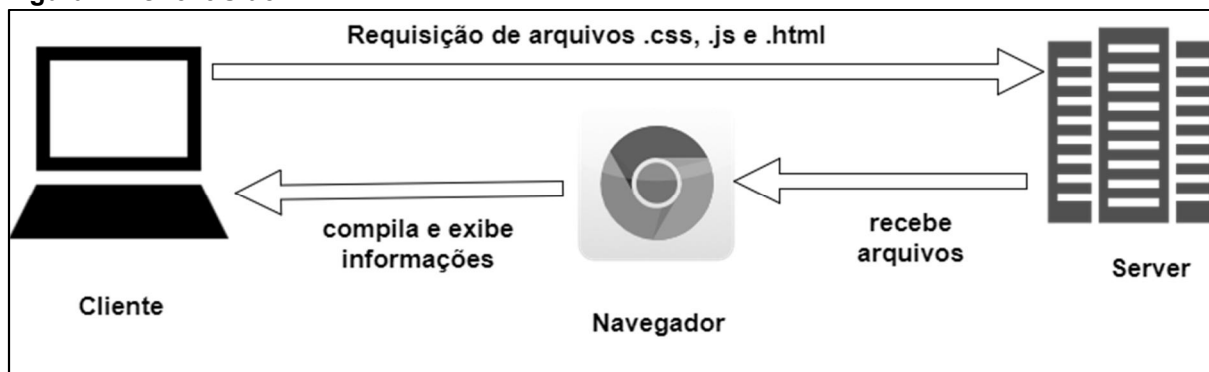 Requisição de arquivos .css, .js e .html
compila e exibe
informações
recebe
arquivos
Cliente
Navegador
Server